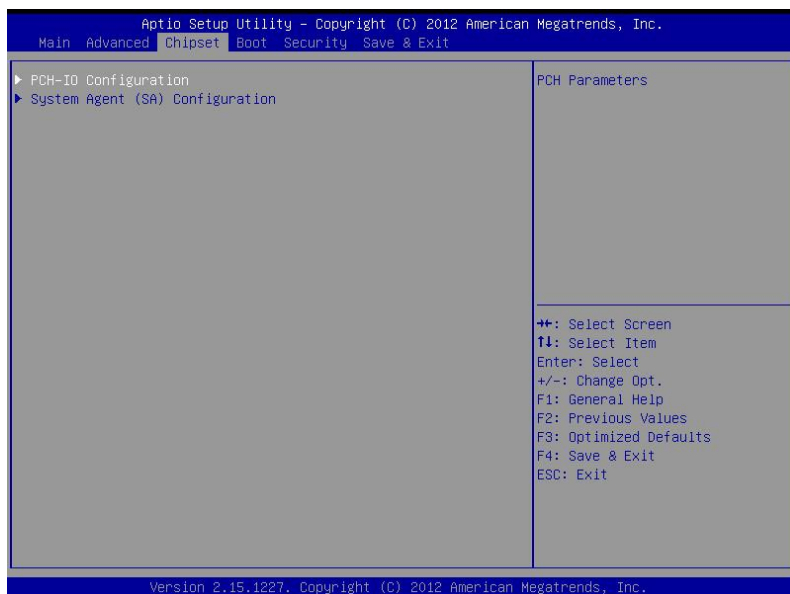 Aptio Setup Utility – Copyright (C) 2012 American Megatrends, Inc.
Main Advanced Chipset Boot Security Save & Exit
▶ PCH-IO Configuration
▶ System Agent (SA) Configuration
PCH Parameters
→←: Select Screen
↑↓: Select Item
Enter: Select
+/-: Change Opt.
F1: General Help
F2: Previous Values
F3: Optimized Defaults
F4: Save & Exit
ESC: Exit
Version 2.15.1227. Copyright (C) 2012 American Megatrends, Inc.